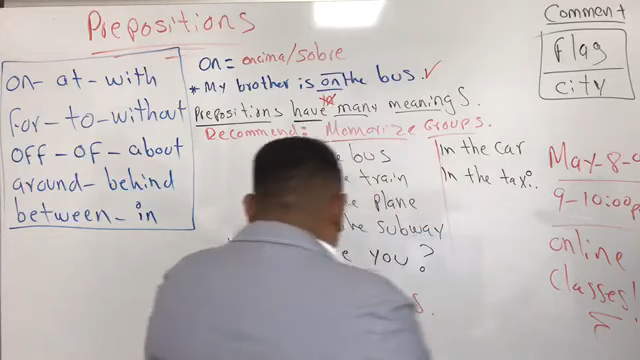 Prepositions
on- at - with
for - to - without
off - of - about
around - behind
between - in
on = encima/sobre
* My brother is on the bus. ✓
Prepositions have many meanings.
Recommend: Momorize Groups.
bus
train
plane
subway
you?
In the car
In the taxi.
Comment
Flag
city
May-8-
9-10:00p
online
classes!